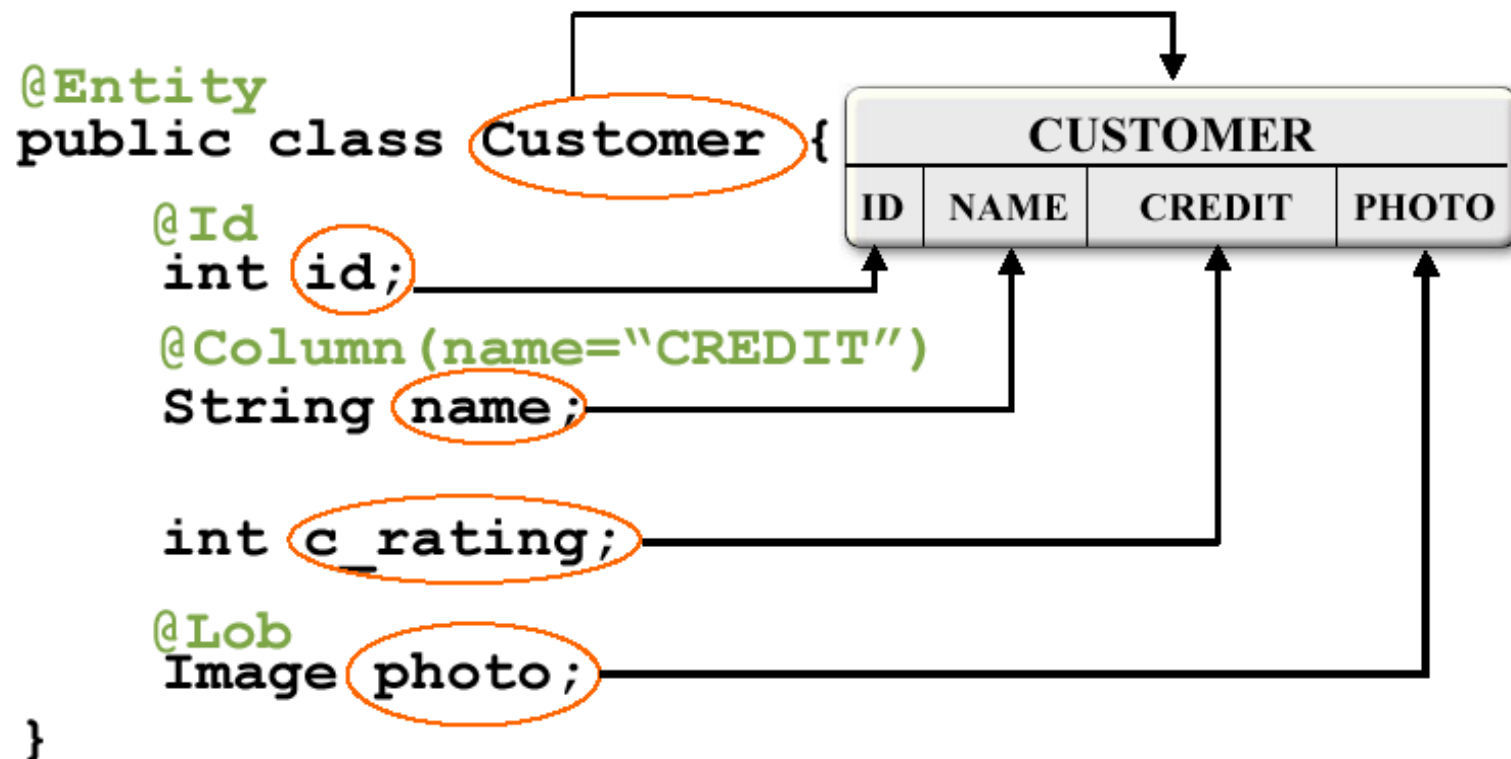 @Entity
public class Customer {
CUSTOMER
ID NAME CREDIT PHOTO
@Id
int id;
@Column(name=“CREDIT”)
String name;
int c_rating;
@Lob
Image photo;
}